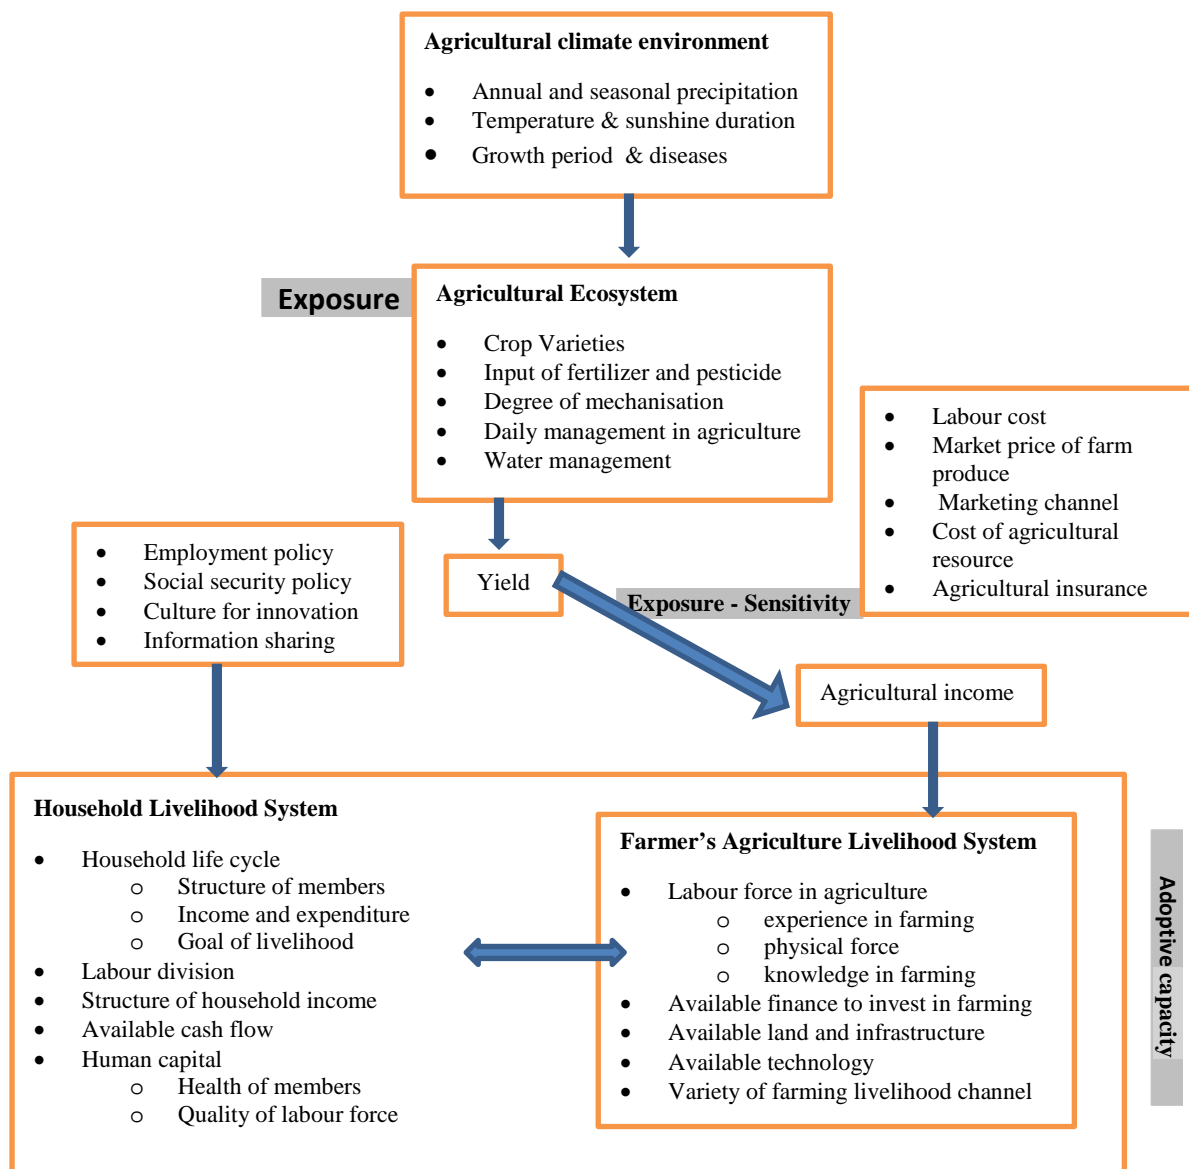 Agricultural climate environment
• Annual and seasonal precipitation
• Temperature & sunshine duration
• Growth period & diseases
Exposure
Agricultural Ecosystem
• Crop Varieties
• Input of fertilizer and pesticide
• Degree of mechanisation
• Daily management in agriculture
• Water management
• Labour cost
• Market price of farm
produce
• Marketing channel
• Cost of agricultural
resource
• Agricultural insurance
• Employment policy
• Social security policy
• Culture for innovation
• Information sharing
Yield
Exposure - Sensitivity
Agricultural income
Household Livelihood System
• Household life cycle
o Structure of members
o Income and expenditure
o Goal of livelihood
• Labour division
• Structure of household income
• Available cash flow
• Human capital
o Health of members
o Quality of labour force
Farmer's Agriculture Livelihood System
• Labour force in agriculture
o experience in farming
o physical force
o knowledge in farming
• Available finance to invest in farming
• Available land and infrastructure
• Available technology
• Variety of farming livelihood channel
Adoptive capacity